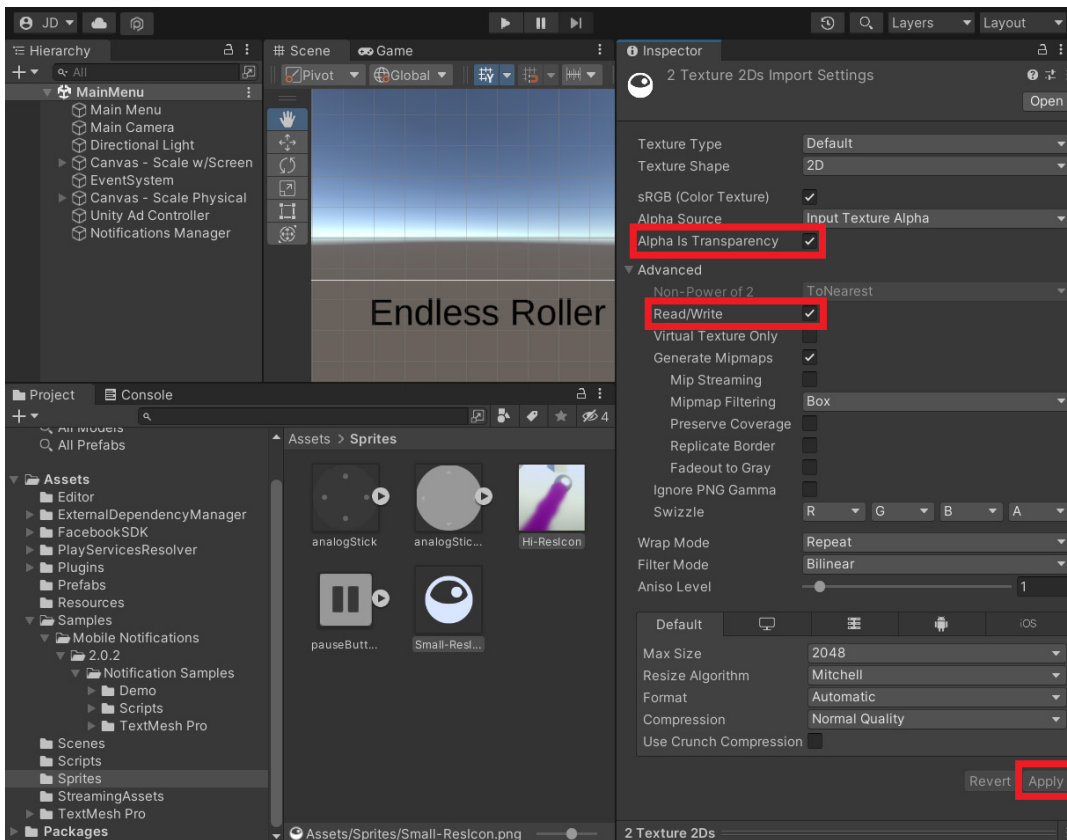 JD
Layers
Layout
Hierarchy
All
MainMenu
Main Menu
Main Camera
Directional Light
Canvas - Scale w/Screen
EventSystem
Canvas - Scale Physical
Unity Ad Controller
Notifications Manager
Scene
Game
Pivot
Global
Endless Roller
Inspector
2 Texture 2Ds Import Settings
Open
Texture Type Default
Texture Shape 2D
sRGB (Color Texture)
Alpha Source Input Texture Alpha
Alpha Is Transparency
Advanced
Non-Power of 2 ToNearest
Read/Write
Virtual Texture Only
Generate Mipmaps
Mip Streaming
Mipmap Filtering Box
Preserve Coverage
Replicate Border
Fadeout to Gray
Ignore PNG Gamma
Swizzle R G B A
Wrap Mode Repeat
Filter Mode Bilinear
Aniso Level 1
Default iOS
Max Size 2048
Resize Algorithm Mitchell
Format Automatic
Compression Normal Quality
Use Crunch Compression
Revert Apply
2 Texture 2Ds
Project
Console
4
All Models
All Prefabs
Assets
Editor
ExternalDependencyManager
FacebookSDK
PlayServicesResolver
Plugins
Prefabs
Resources
Samples
Mobile Notifications
2.0.2
Notification Samples
Demo
Scripts
TextMesh Pro
Scenes
Scripts
Sprites
StreamingAssets
TextMesh Pro
Packages
Assets > Sprites
analogStick
analogStic...
Hi-ResIcon
pauseButt...
Small-ResI...
Assets/Sprites/Small-ResIcon.png